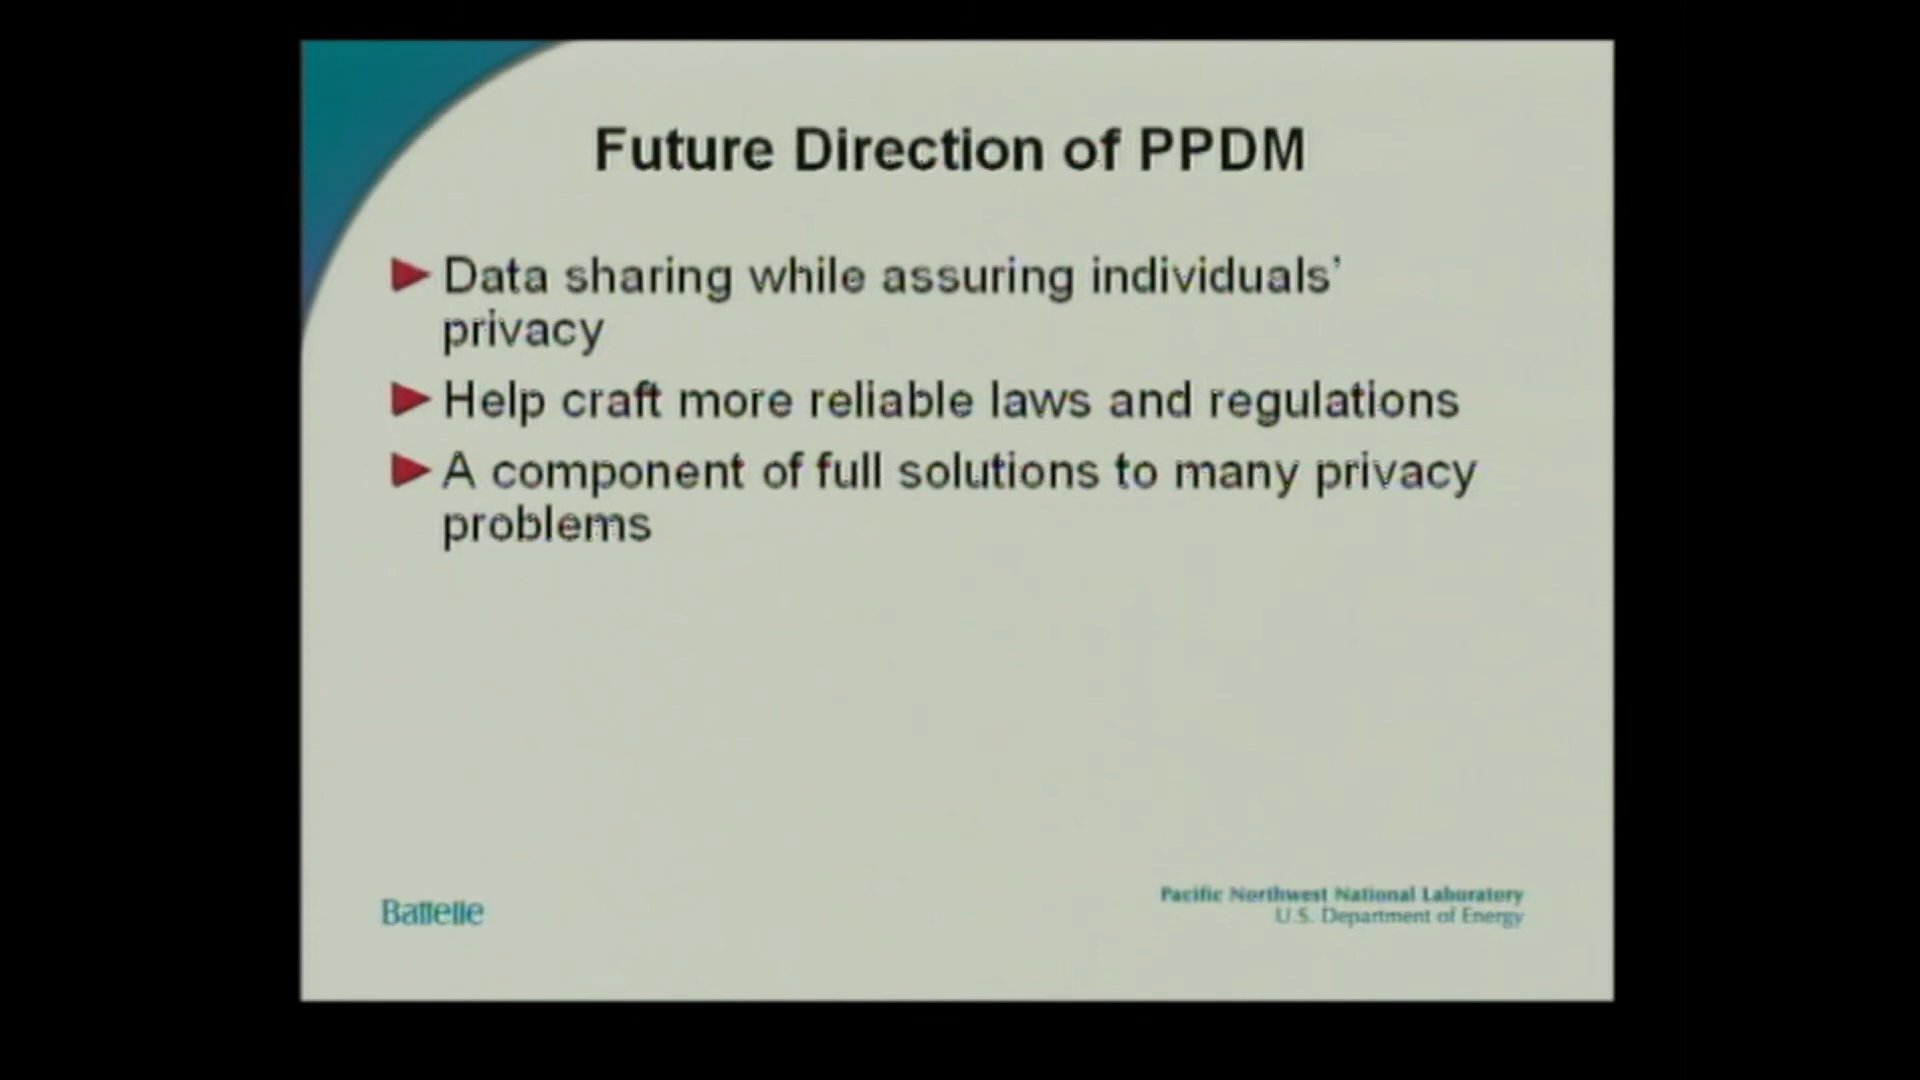 Future Direction of PPDM
Data sharing while assuring individuals'
privacy
Help craft more reliable laws and regulations
A component of full solutions to many privacy
problems
Battelle
Pacific Northwest National Laboratory
U.S. Department of Energy